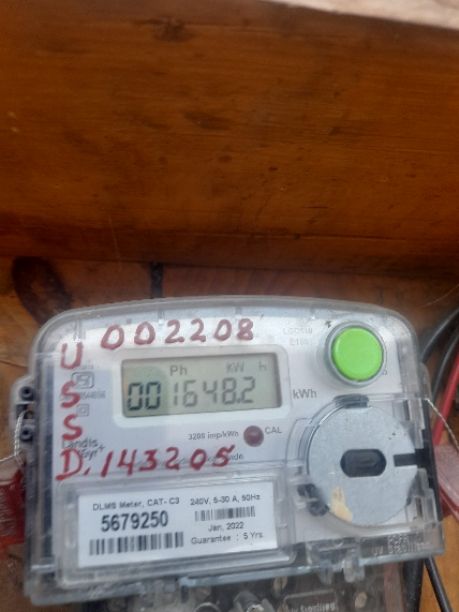 002208
U
S
S
D. 143205
Ph KW h
001648.2
kWh
3200 imp/kWh CAL
Landis
Gyr+
DLMS Meter, CAT- C3
5679250
240V, 5-30 A, 50Hz
Jan, 2022
Guarantee : 5 Yrs.